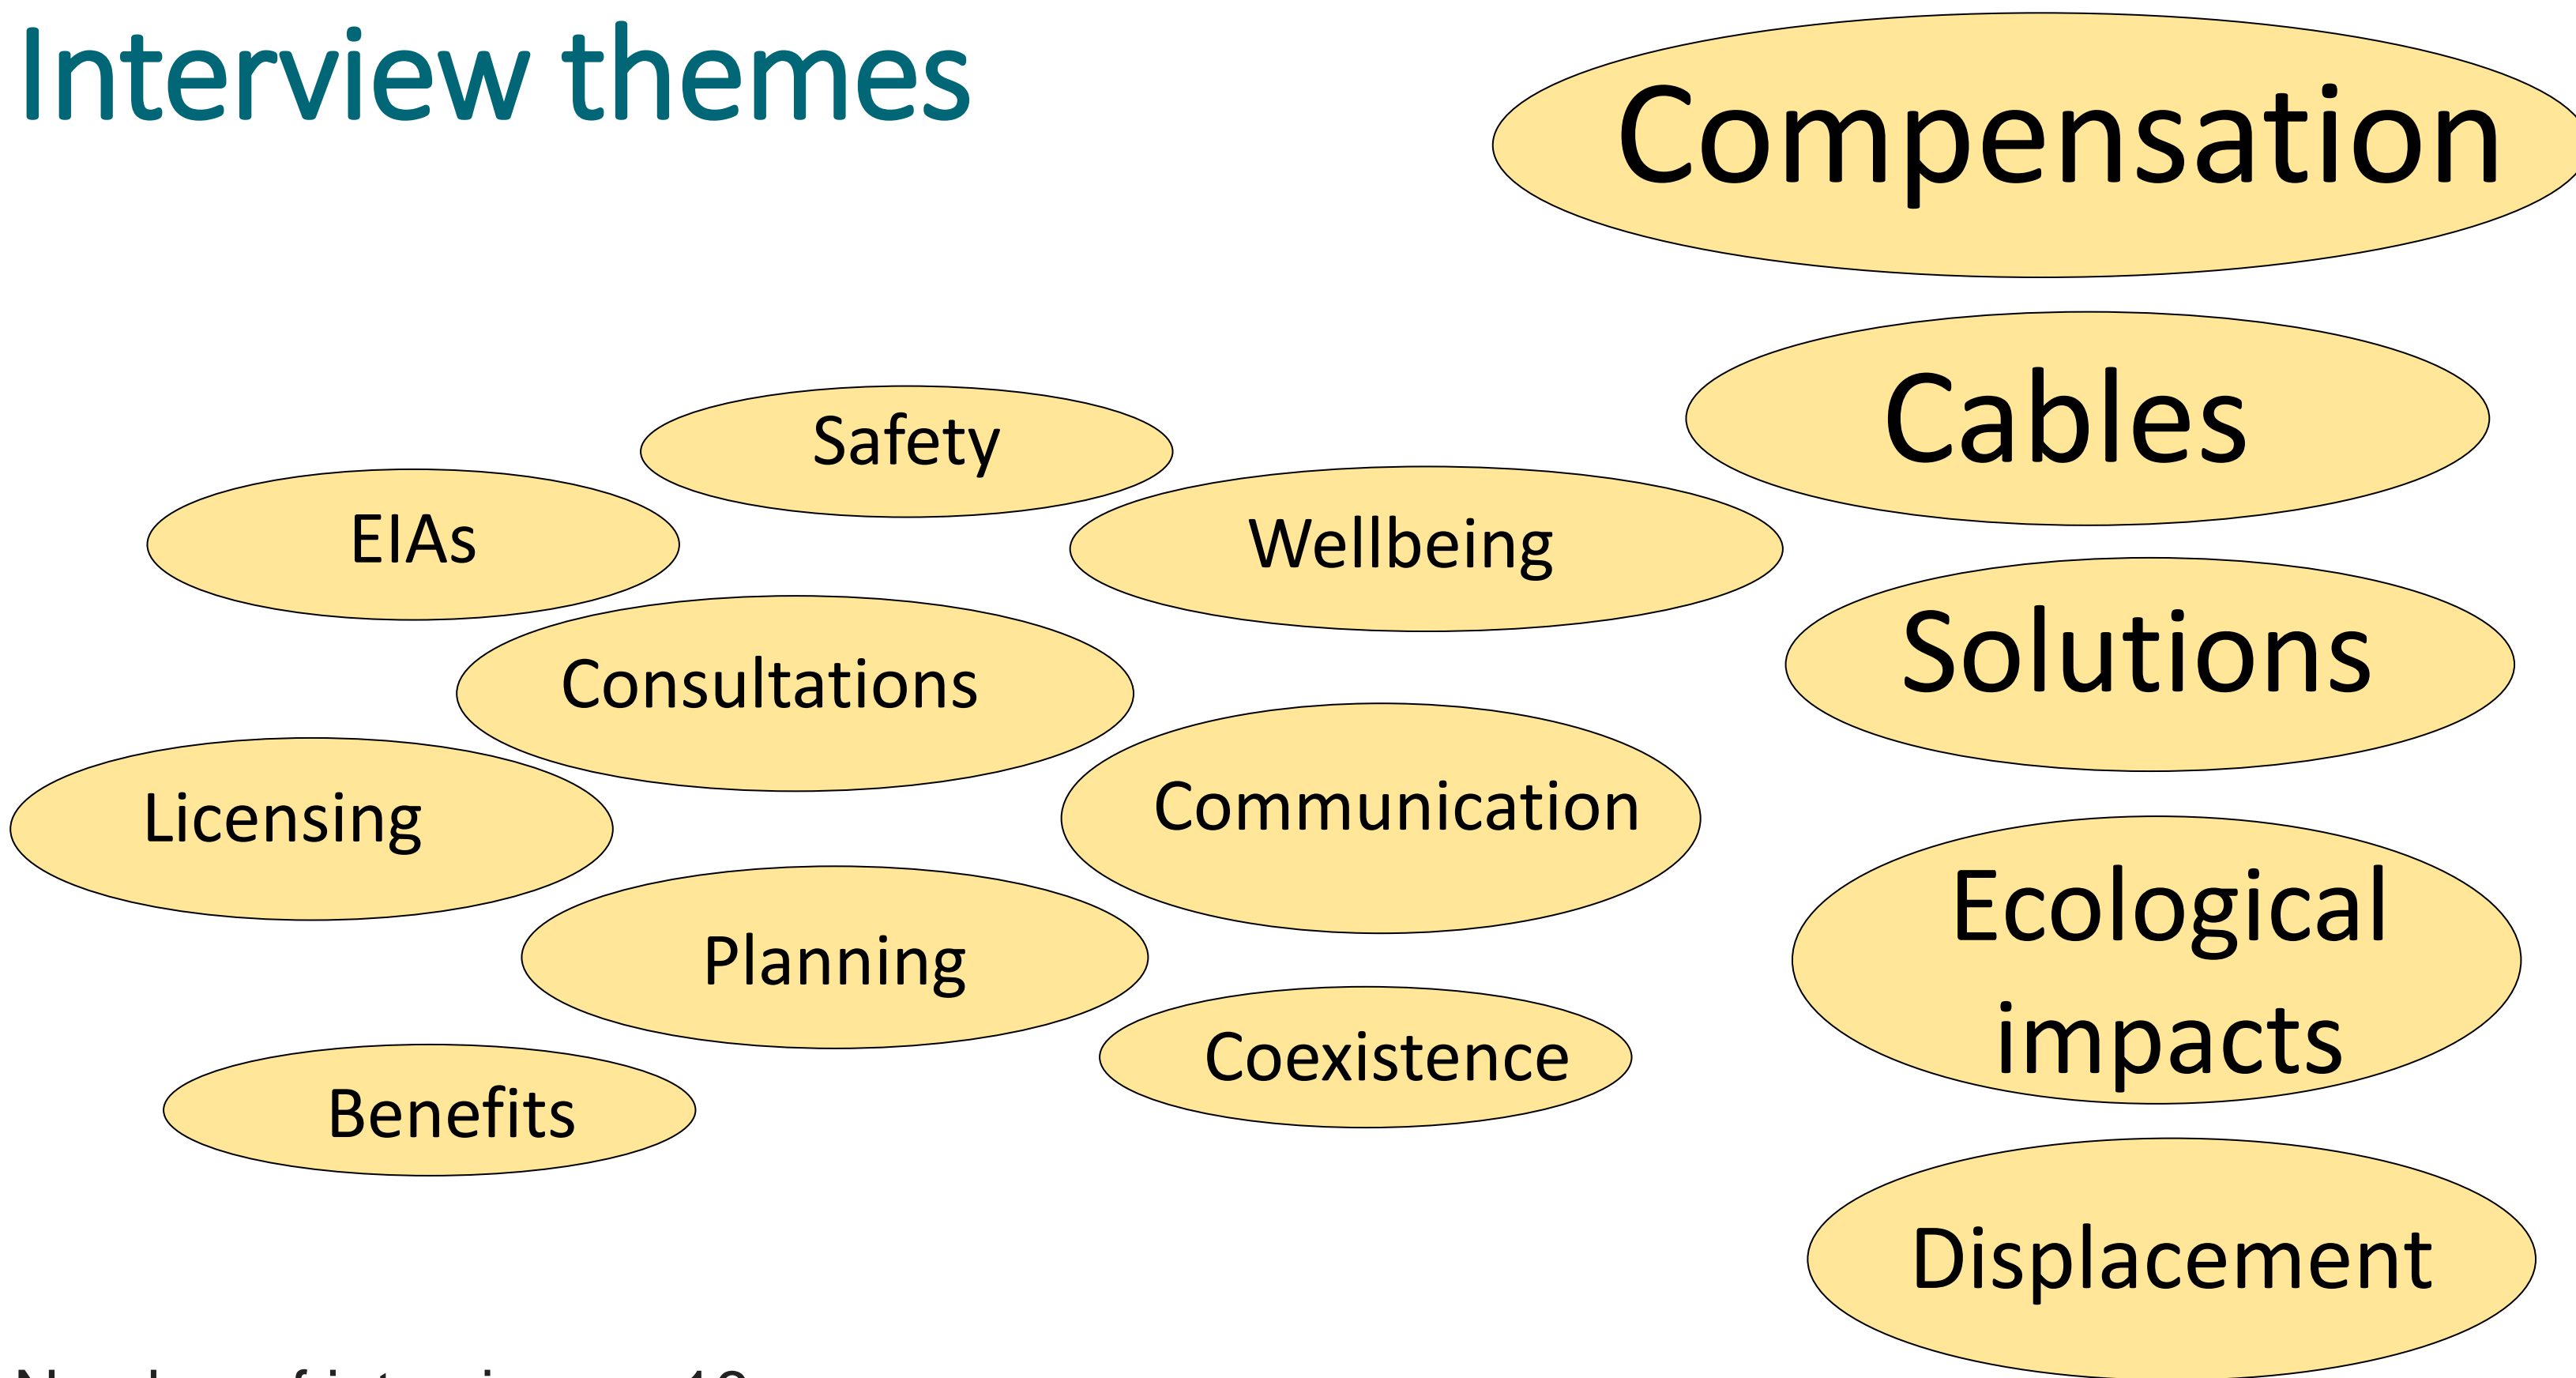 Interview themes
Compensation
Cables
Safety
EIAs
Wellbeing
Solutions
Consultations
Licensing
Communication
Ecological
impacts
Planning
Coexistence
Benefits
Displacement